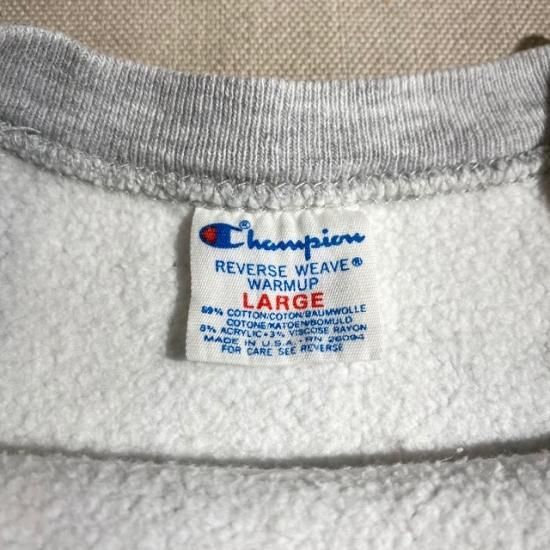 Champion®
REVERSE WEAVE®
WARMUP
LARGE
89% COTTON/COTON/BAUMWOLLE
COTONE/KATOEN/BOMULD
8% ACRYLIC·3% VISCOSE RAYON
MADE IN U.S.A.·RN 26094
FOR CARE SEE REVERSE